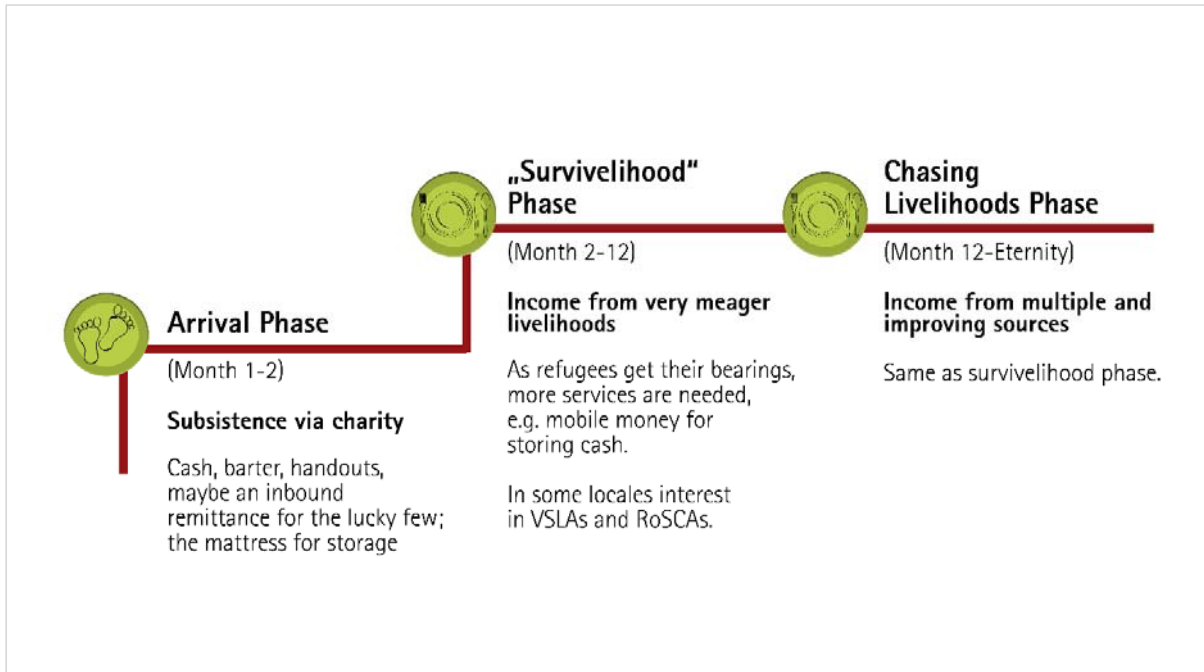 Arrival Phase
(Month 1-2)
Subsistence via charity
Cash, barter, handouts,
maybe an inbound
remittance for the lucky few;
the mattress for storage
„Survivelihood“
Phase
(Month 2-12)
Income from very meager
livelihoods
As refugees get their bearings,
more services are needed,
e.g. mobile money for
storing cash.
In some locales interest
in VSLAs and RoSCAs.
Chasing
Livelihoods Phase
(Month 12-Eternity)
Income from multiple and
improving sources
Same as survivelihood phase.